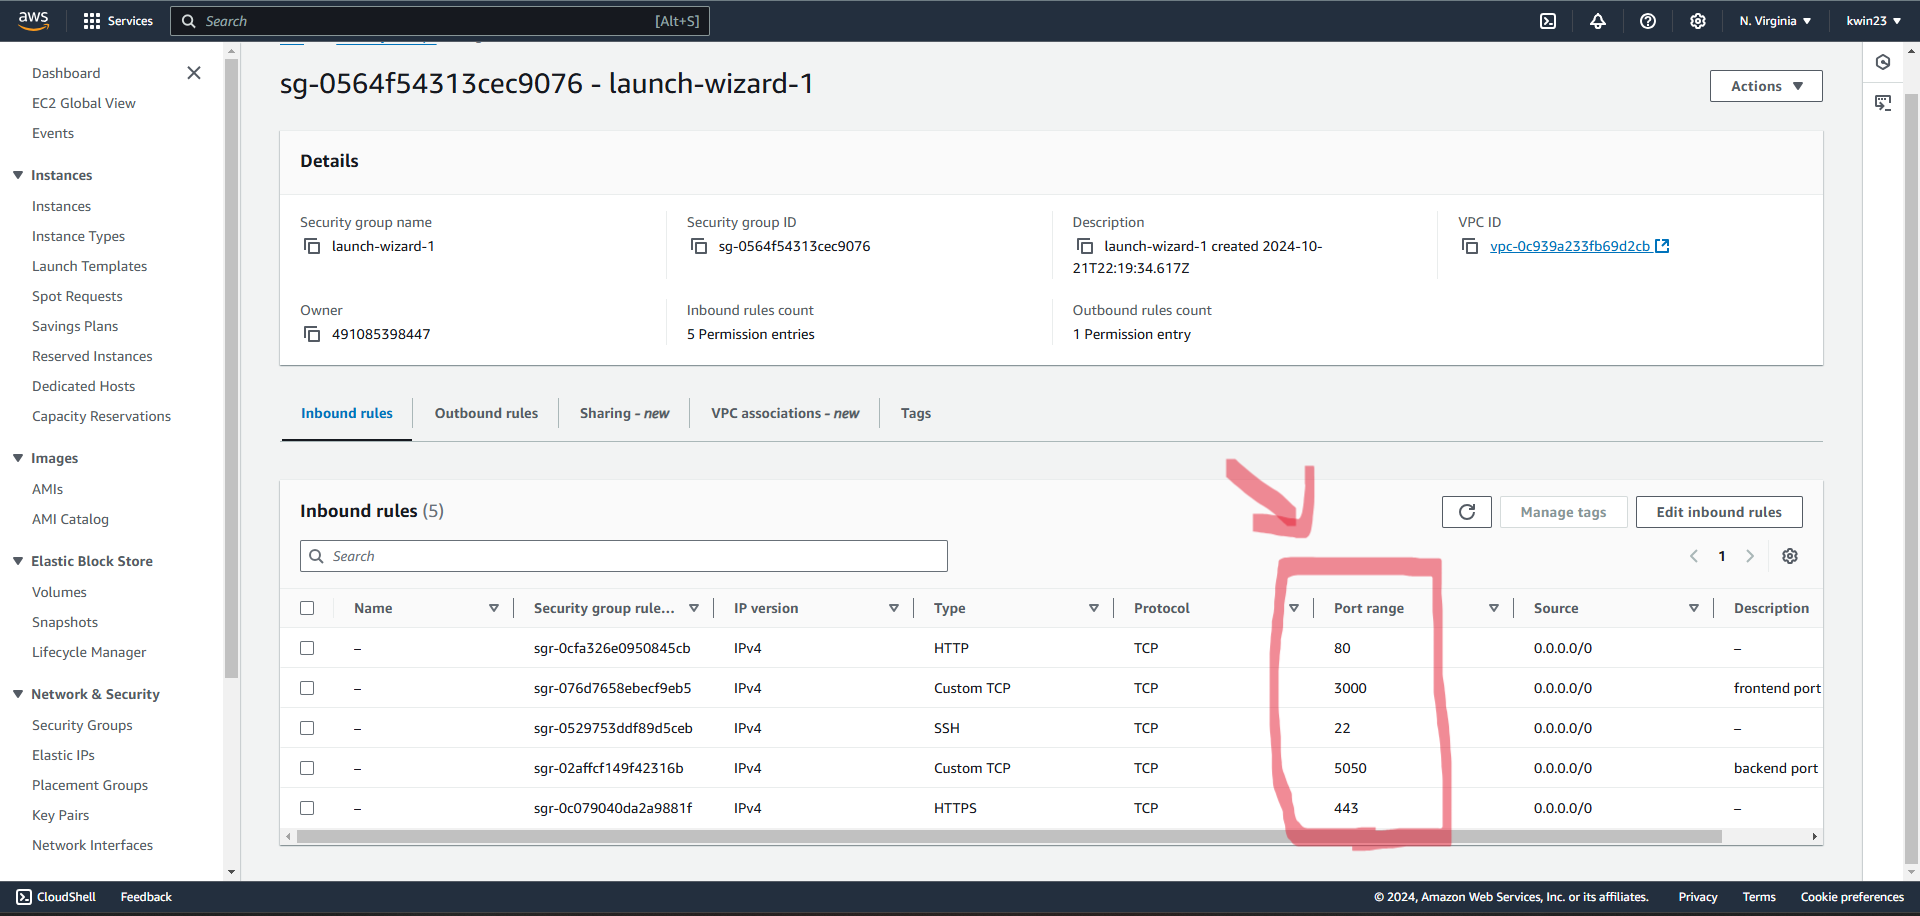 aws Services Search [Alt+S] N. Virginia kwin23
Dashboard
EC2 Global View
Events
Instances
Instances
Instance Types
Launch Templates
Spot Requests
Savings Plans
Reserved Instances
Dedicated Hosts
Capacity Reservations
Images
AMIs
AMI Catalog
Elastic Block Store
Volumes
Snapshots
Lifecycle Manager
Network & Security
Security Groups
Elastic IPs
Placement Groups
Key Pairs
Network Interfaces
sg-0564f54313cec9076 - launch-wizard-1
Actions
Details
Security group name
launch-wizard-1
Security group ID
sg-0564f54313cec9076
Description
launch-wizard-1 created 2024-10-
21T22:19:34.617Z
VPC ID
vpc-0c939a233fb69d2cb
Owner
491085398447
Inbound rules count
5 Permission entries
Outbound rules count
1 Permission entry
Inbound rules Outbound rules Sharing - new VPC associations - new Tags
Inbound rules (5)
Manage tags Edit inbound rules
Search
1
Name Security group rule... IP version Type Protocol Port range Source Description
– sgr-0cfa326e0950845cb IPv4 HTTP TCP 80 0.0.0.0/0 –
– sgr-076d7658ebecf9eb5 IPv4 Custom TCP TCP 3000 0.0.0.0/0 frontend port
– sgr-0529753ddf89d5ceb IPv4 SSH TCP 22 0.0.0.0/0 –
– sgr-02affcf149f42316b IPv4 Custom TCP TCP 5050 0.0.0.0/0 backend port
– sgr-0c079040da2a9881f IPv4 HTTPS TCP 443 0.0.0.0/0 –
CloudShell Feedback © 2024, Amazon Web Services, Inc. or its affiliates. Privacy Terms Cookie preferences